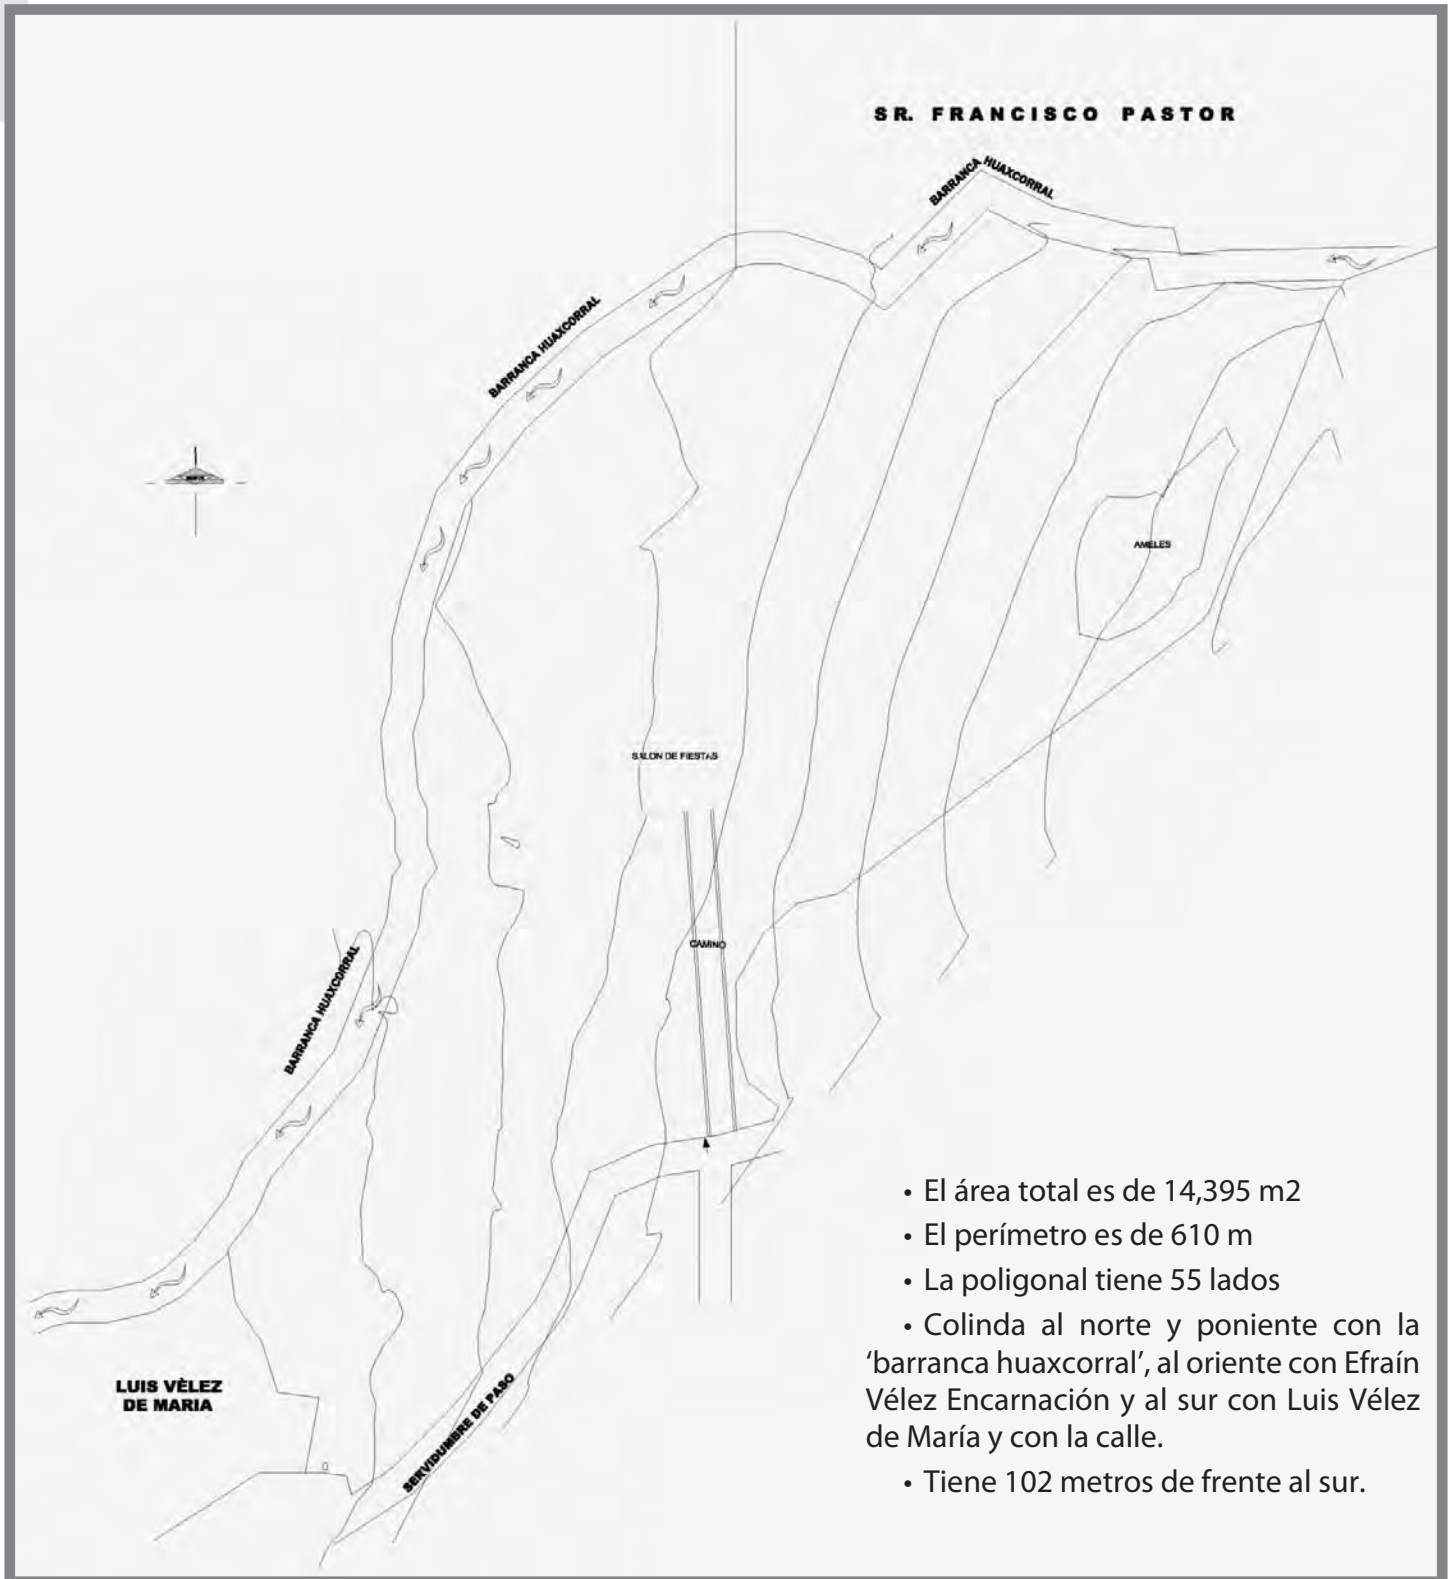 SR. FRANCISCO PASTOR
BARRANCA HUAXCORRAL
BARRANCA HUAXCORRAL
AMELES
SALON DE FIESTAS
CAMINO
BARRANCA HUAXCORRAL
• El área total es de 14,395 m2
• El perímetro es de 610 m
• La poligonal tiene 55 lados
• Colinda al norte y poniente con la
‘barranca huaxcorral’, al oriente con Efraín
Vélez Encarnación y al sur con Luis Vélez
de María y con la calle.
• Tiene 102 metros de frente al sur.
LUIS VÈLEZ
DE MARIA
SERVIDUMBRE DE PASO